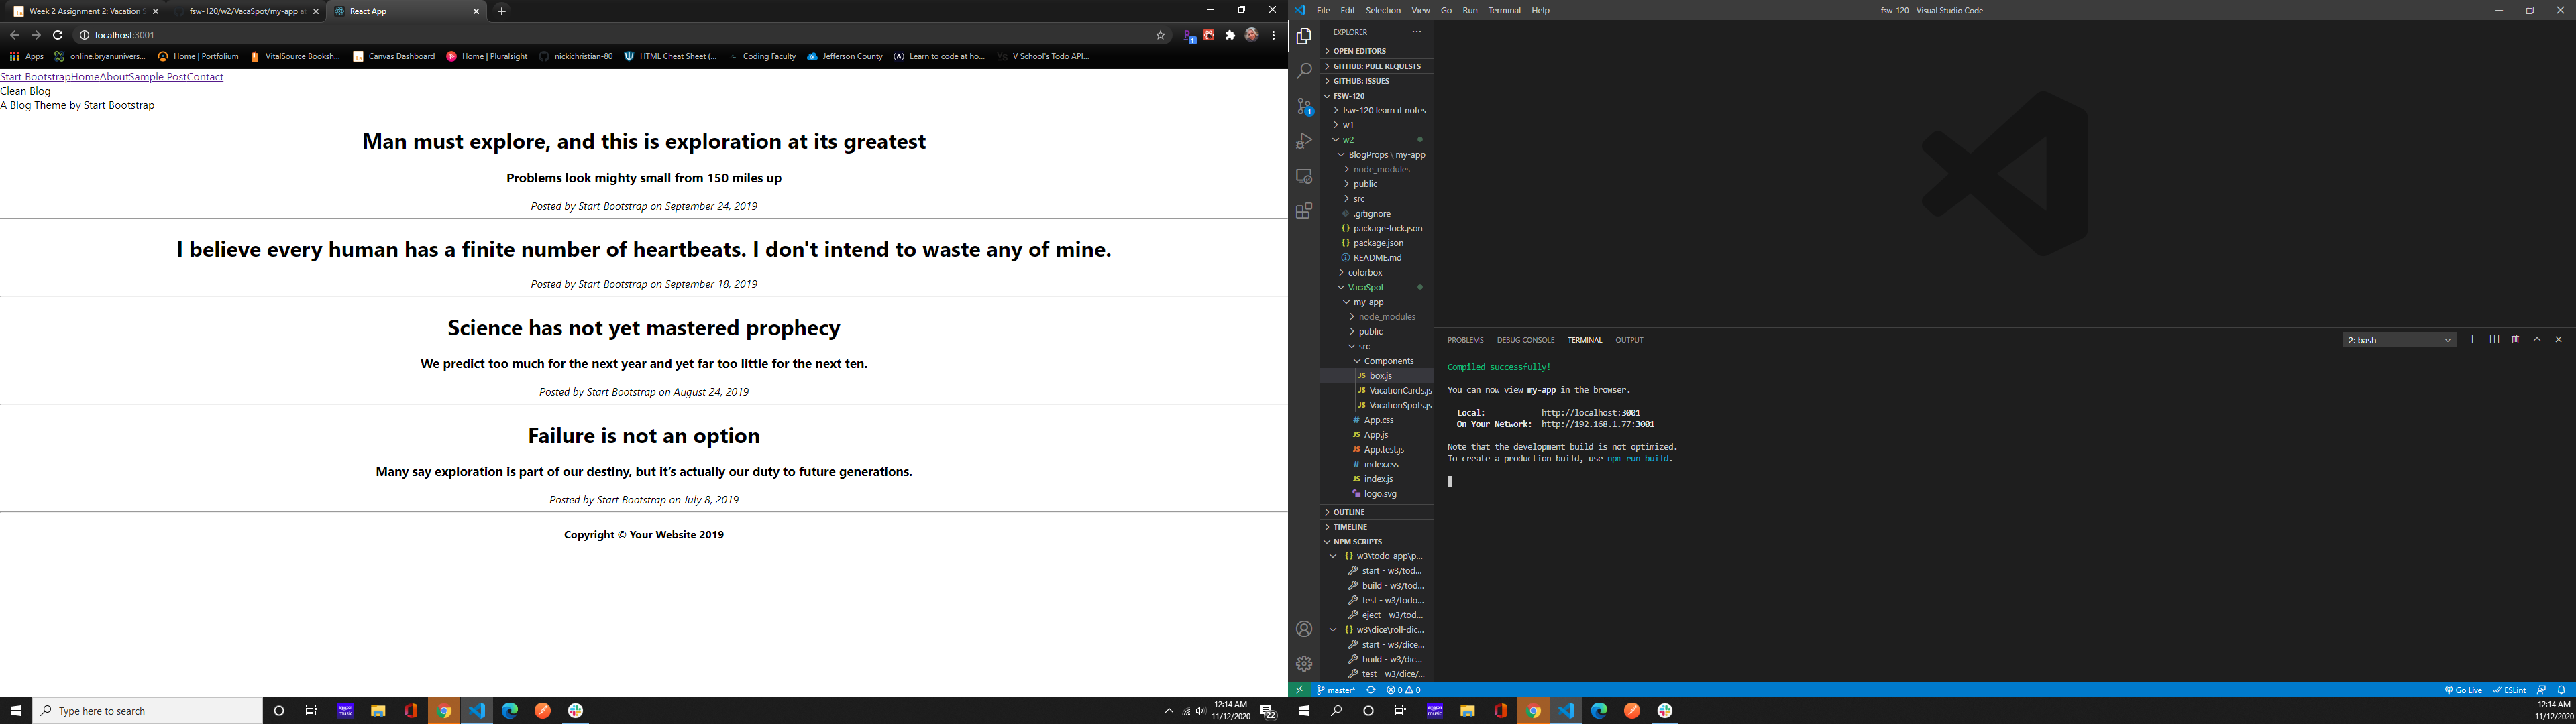 Week 2 Assignment 2: Vacation S
fsw-120/w2/VacaSpot/my-app a
React App
localhost:3001
Apps
online.bryanunivers...
Home | Portfolium
VitalSource Booksh...
Canvas Dashboard
Home | Pluralsight
nickichristian-80
HTML Cheat Sheet (...
Coding Faculty
Jefferson County
Learn to code at ho...
V School's Todo API...
Start BootstrapHomeAboutSample PostContact
Clean Blog
A Blog Theme by Start Bootstrap
Man must explore, and this is exploration at its greatest
Problems look mighty small from 150 miles up
Posted by Start Bootstrap on September 24, 2019
I believe every human has a finite number of heartbeats. I don't intend to waste any of mine.
Posted by Start Bootstrap on September 18, 2019
Science has not yet mastered prophecy
We predict too much for the next year and yet far too little for the next ten.
Posted by Start Bootstrap on August 24, 2019
Failure is not an option
Many say exploration is part of our destiny, but it’s actually our duty to future generations.
Posted by Start Bootstrap on July 8, 2019
Copyright © Your Website 2019
Type here to search
12:14 AM
11/12/2020
22
File Edit Selection View Go Run Terminal Help
fsw-120 - Visual Studio Code
EXPLORER
OPEN EDITORS
GITHUB: PULL REQUESTS
GITHUB: ISSUES
FSW-120
fsw-120 learn it notes
w1
w2
BlogProps \ my-app
node_modules
public
src
.gitignore
package-lock.json
package.json
README.md
colorbox
VacaSpot
my-app
node_modules
public
src
Components
JS box.js
JS VacationCards.js
JS VacationSpots.js
# App.css
JS App.js
JS App.test.js
# index.css
JS index.js
logo.svg
OUTLINE
TIMELINE
NPM SCRIPTS
w3\todo-app\p...
start - w3/tod...
build - w3/tod...
test - w3/todo...
eject - w3/tod...
w3\dice\roll-dic...
start - w3/dice...
build - w3/dic...
test - w3/dice/...
PROBLEMS DEBUG CONSOLE TERMINAL OUTPUT
2: bash
Compiled successfully!
You can now view my-app in the browser.
Local: http://localhost:3001
On Your Network: http://192.168.1.77:3001
Note that the development build is not optimized.
To create a production build, use npm run build.
master*
0 0
Go Live
ESLint
12:14 AM
11/12/2020